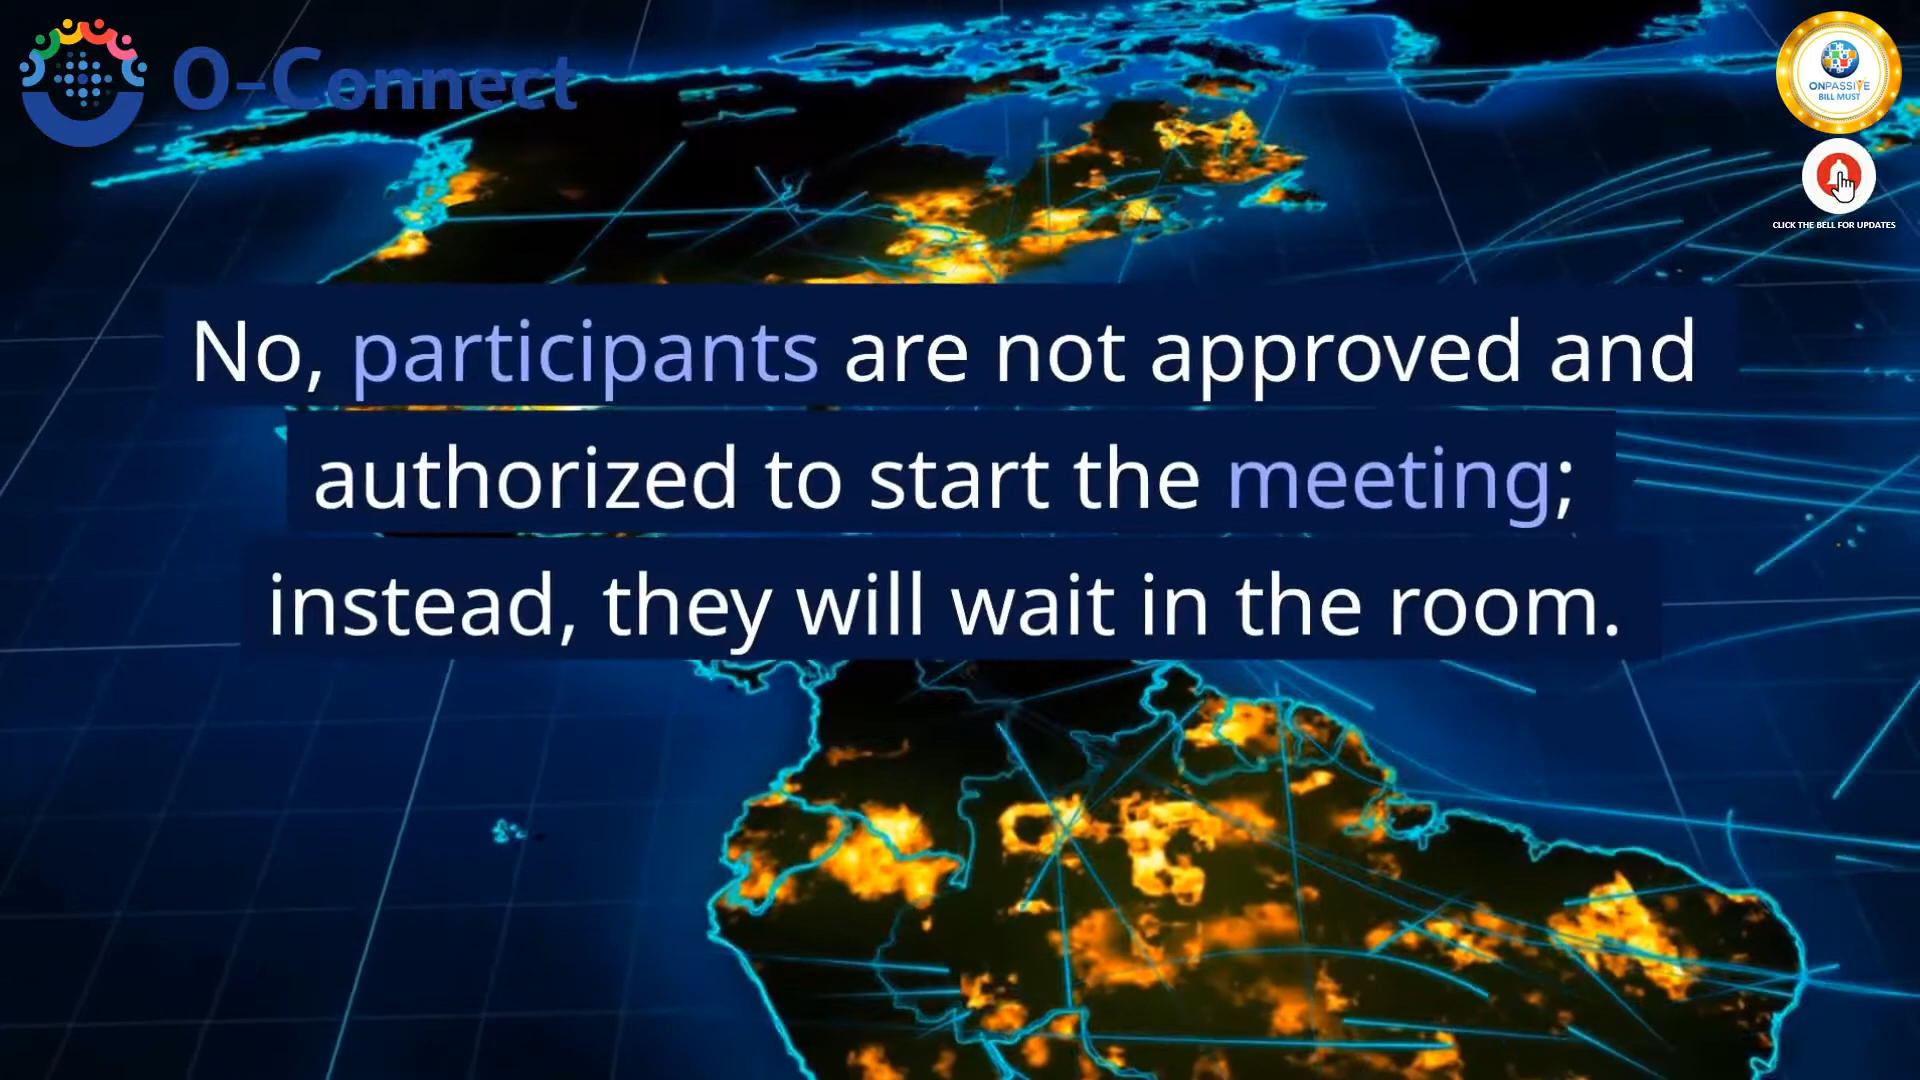 O-Connect
ONPASSIVE
BILL MUST
CLICK THE BELL FOR UPDATES
No, participants are not approved and
authorized to start the meeting;
instead, they will wait in the room.